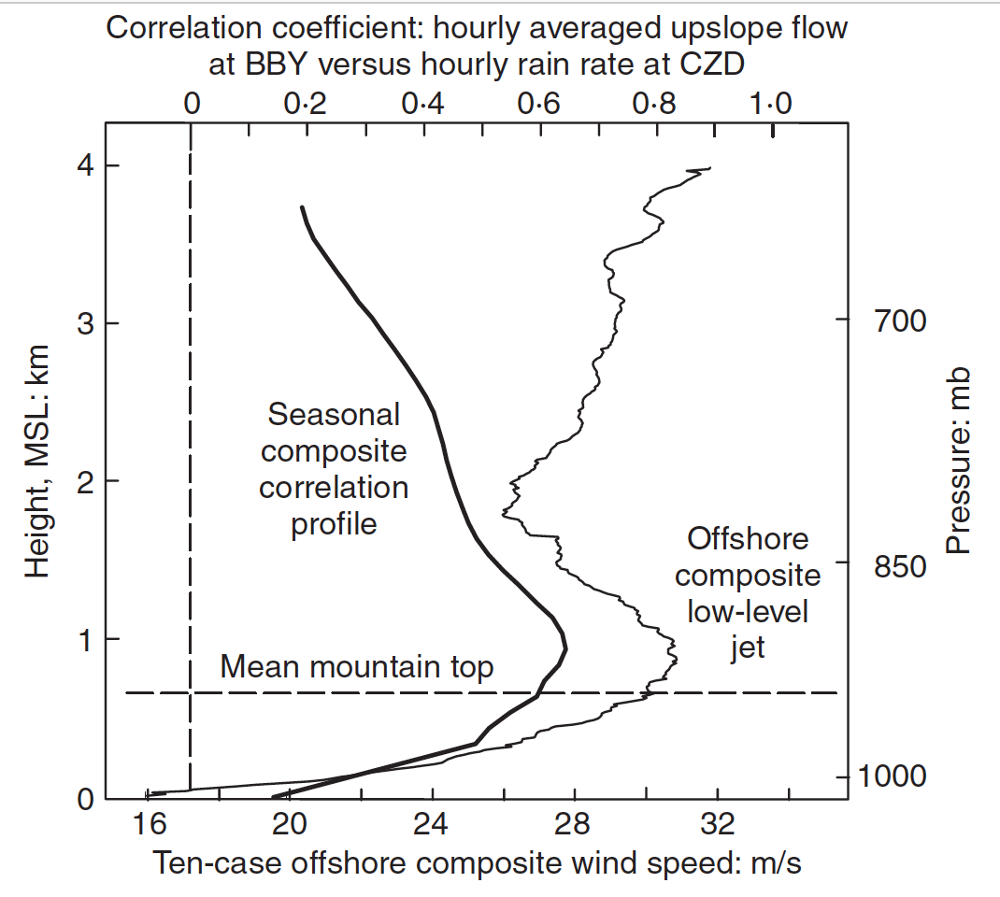 Correlation coefficient: hourly averaged upslope flow
at BBY versus hourly rain rate at CZD
0 0·2 0·4 0·6 0·8 1·0
4
3
2
1
0
Height, MSL: km
Seasonal
composite
correlation
profile
Offshore
composite
low-level
jet
Mean mountain top
700
850
1000
Pressure: mb
16 20 24 28 32
Ten-case offshore composite wind speed: m/s